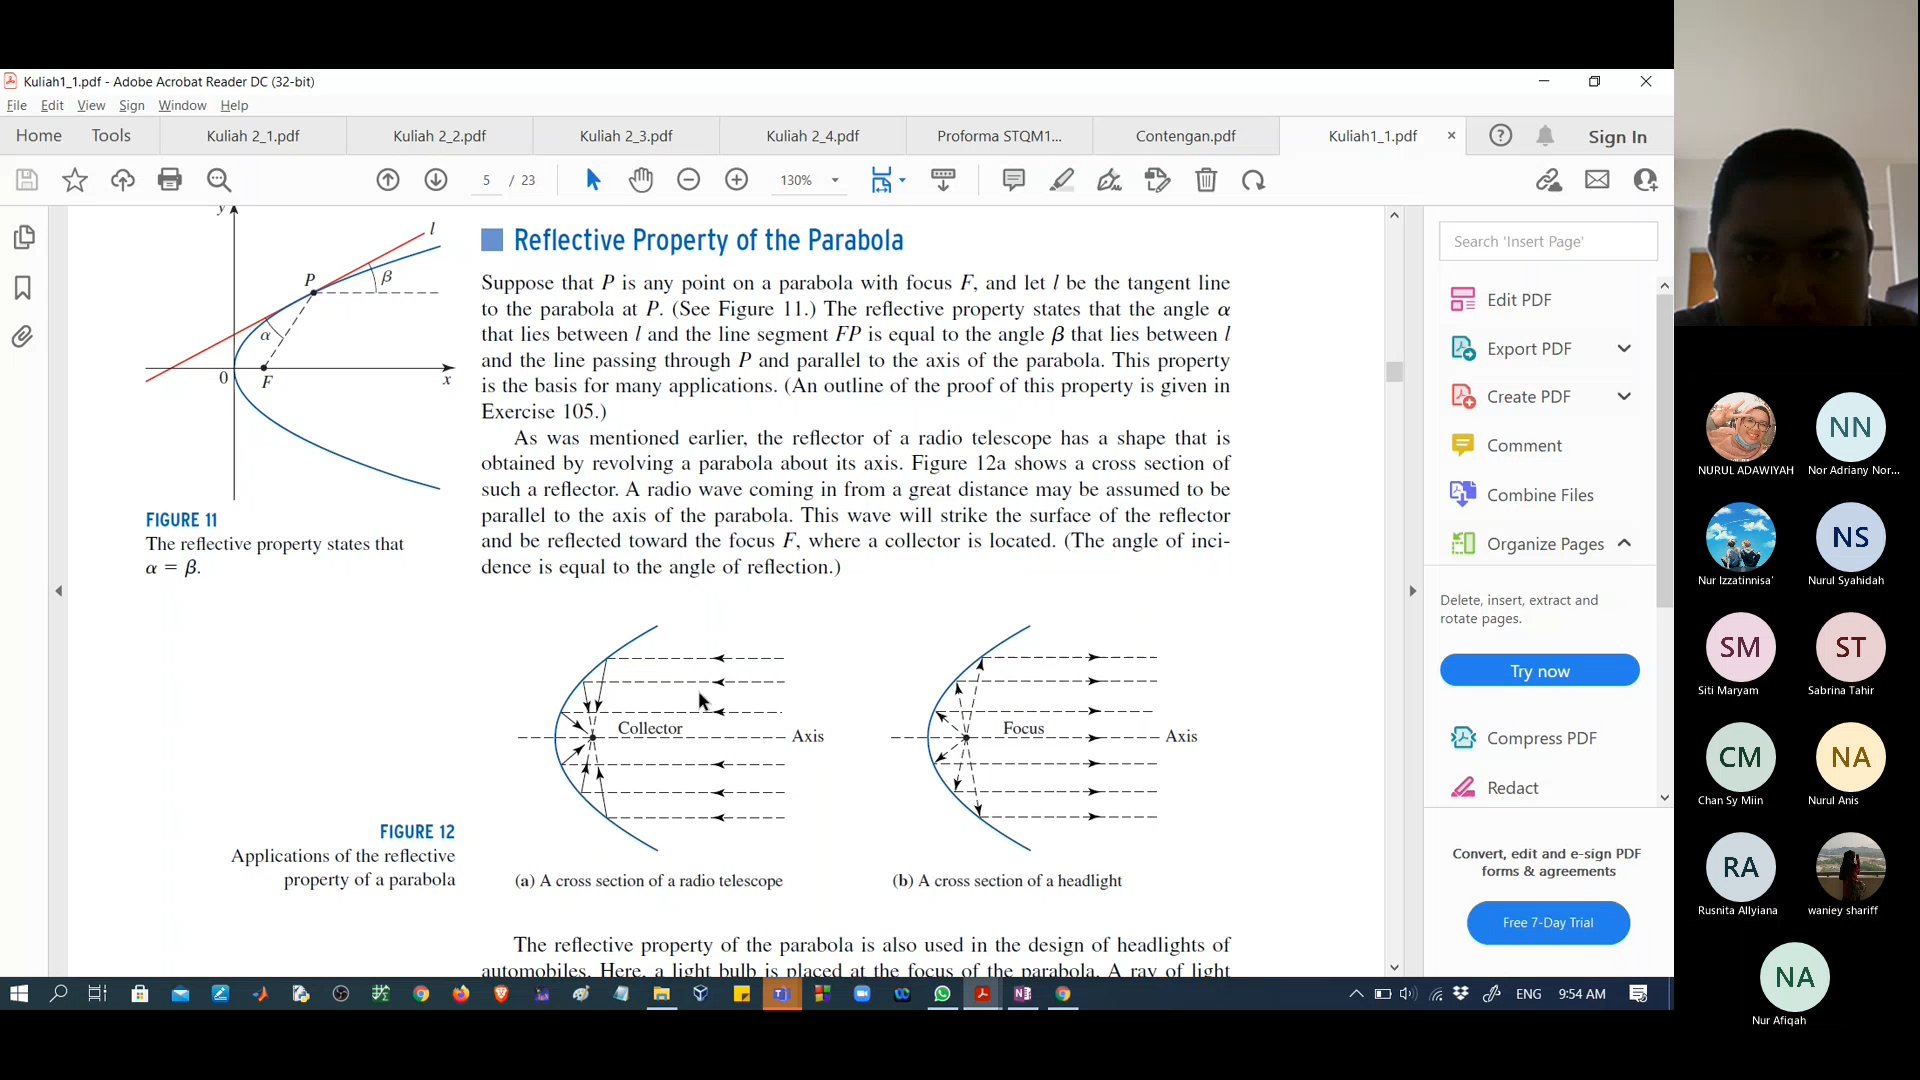 Kuliah1_1.pdf - Adobe Acrobat Reader DC (32-bit)
File Edit View Sign Window Help
Home Tools Kuliah 2_1.pdf Kuliah 2_2.pdf Kuliah 2_3.pdf Kuliah 2_4.pdf Proforma STQM1... Contengan.pdf Kuliah1_1.pdf Sign In
5 / 23 130%
y
l
P
β
α
0
F
x
FIGURE 11
The reflective property states that
α = β.
Reflective Property of the Parabola
Suppose that P is any point on a parabola with focus F, and let l be the tangent line
to the parabola at P. (See Figure 11.) The reflective property states that the angle α
that lies between l and the line segment FP is equal to the angle β that lies between l
and the line passing through P and parallel to the axis of the parabola. This property
is the basis for many applications. (An outline of the proof of this property is given in
Exercise 105.)
As was mentioned earlier, the reflector of a radio telescope has a shape that is
obtained by revolving a parabola about its axis. Figure 12a shows a cross section of
such a reflector. A radio wave coming in from a great distance may be assumed to be
parallel to the axis of the parabola. This wave will strike the surface of the reflector
and be reflected toward the focus F, where a collector is located. (The angle of inci-
dence is equal to the angle of reflection.)
Collector
Axis
Focus
Axis
FIGURE 12
Applications of the reflective
property of a parabola
(a) A cross section of a radio telescope
(b) A cross section of a headlight
The reflective property of the parabola is also used in the design of headlights of
automobiles. Here, a light bulb is placed at the focus of the parabola. A ray of light
Search 'Insert Page'
Edit PDF
Export PDF
Create PDF
Comment
Combine Files
Organize Pages
Delete, insert, extract and
rotate pages.
Try now
Compress PDF
Redact
Convert, edit and e-sign PDF
forms & agreements
Free 7-Day Trial
ENG 9:54 AM
NURUL ADAWIYAH
NN
Nor Adriany Nor...
Nur Izzatinnisa'
NS
Nurul Syahidah
SM
Siti Maryam
ST
Sabrina Tahir
CM
Chan Sy Miin
NA
Nurul Anis
RA
Rusnita Allyiana
waniey shariff
NA
Nur Afiqah